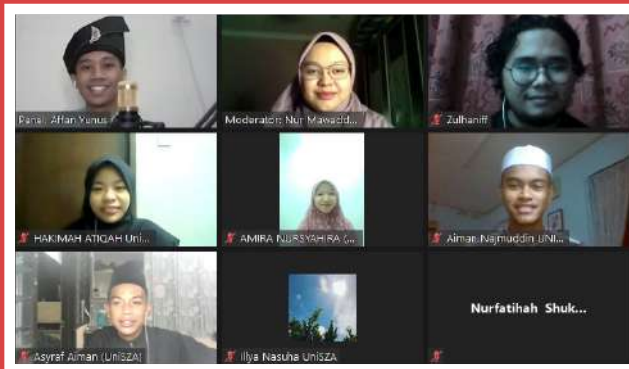 Panel: Affan Yunus
Moderator: Nur Mawadd...
Zulhaniff
HAKIMAH ATIQAH Uni...
AMIRA NURSYAHIRA (...
Aiman Najmuddin UNI...
Asyraf Aiman (UniSZA)
Illya Nasuha UniSZA
Nurfatihah Shuk...